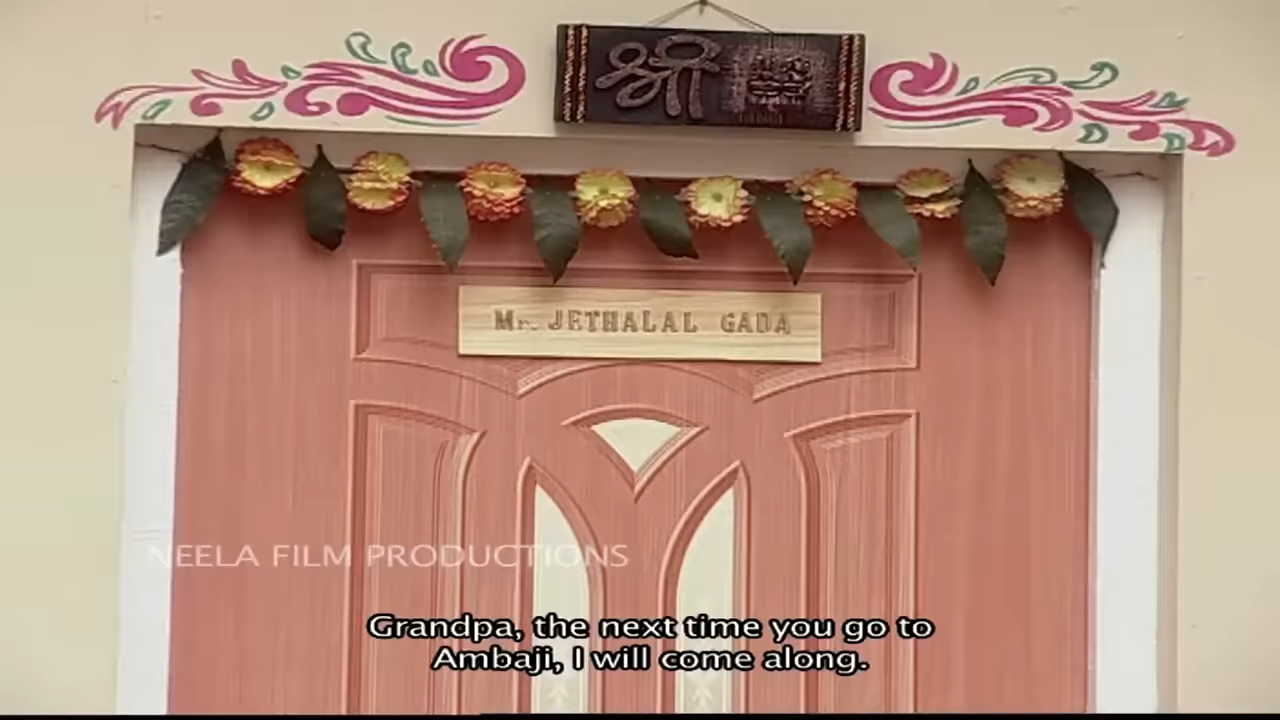 श्री
Mr. JETHALAL GADA
NEELA FILM PRODUCTIONS
Grandpa, the next time you go to
Ambaji, I will come along.